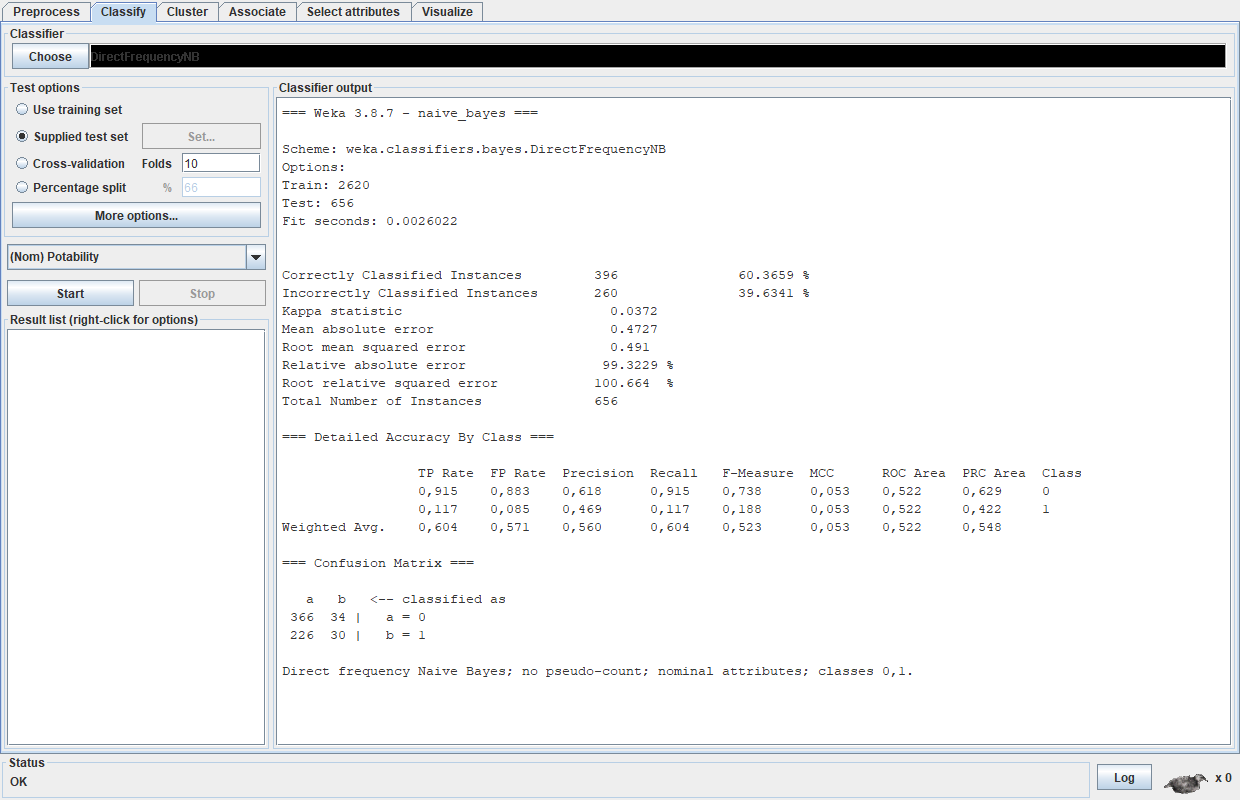 Preprocess Classify Cluster Associate Select attributes Visualize
Classifier
Choose DirectFrequencyNB
Test options
Use training set
Supplied test set Set...
Cross-validation Folds 10
Percentage split % 66
More options...
(Nom) Potability
Start Stop
Result list (right-click for options)
Classifier output
=== Weka 3.8.7 - naive_bayes ===
Scheme: weka.classifiers.bayes.DirectFrequencyNB
Options:
Train: 2620
Test: 656
Fit seconds: 0.0026022
Correctly Classified Instances 396 60.3659 %
Incorrectly Classified Instances 260 39.6341 %
Kappa statistic 0.0372
Mean absolute error 0.4727
Root mean squared error 0.491
Relative absolute error 99.3229 %
Root relative squared error 100.664 %
Total Number of Instances 656
=== Detailed Accuracy By Class ===
TP Rate FP Rate Precision Recall F-Measure MCC ROC Area PRC Area Class
0,915 0,883 0,618 0,915 0,738 0,053 0,522 0,629 0
0,117 0,085 0,469 0,117 0,188 0,053 0,522 0,422 1
Weighted Avg. 0,604 0,571 0,560 0,604 0,523 0,053 0,522 0,548
=== Confusion Matrix ===
a b <-- classified as
366 34 | a = 0
226 30 | b = 1
Direct frequency Naive Bayes; no pseudo-count; nominal attributes; classes 0,1.
Status
OK
Log x 0